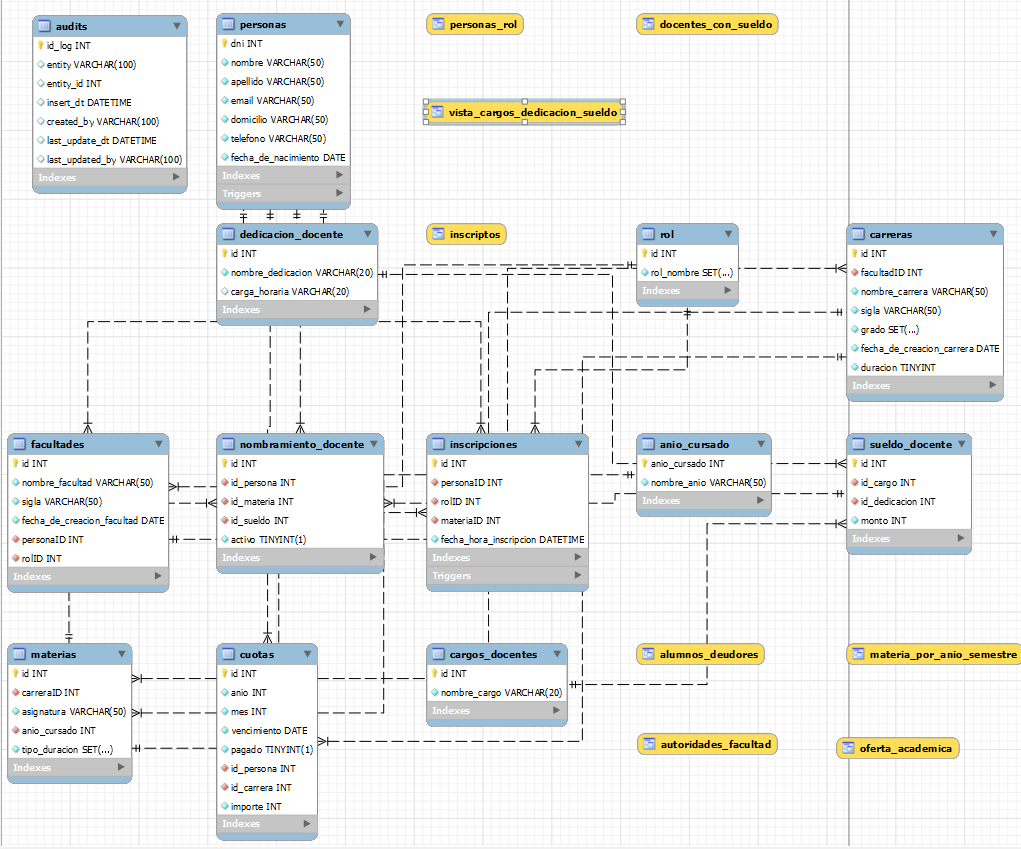 audits
id_log INT
entity VARCHAR(100)
entity_id INT
insert_dt DATETIME
created_by VARCHAR(100)
last_update_dt DATETIME
last_updated_by VARCHAR(100)
Indexes
personas
dni INT
nombre VARCHAR(50)
apellido VARCHAR(50)
email VARCHAR(50)
domicilio VARCHAR(50)
telefono VARCHAR(50)
fecha_de_nacimiento DATE
Indexes
Triggers
personas_rol
docentes_con_sueldo
vista_cargos_dedicacion_sueldo
dedicacion_docente
id INT
nombre_dedicacion VARCHAR(20)
carga_horaria VARCHAR(20)
Indexes
inscriptos
rol
id INT
rol_nombre SET(...)
Indexes
carreras
id INT
facultadID INT
nombre_carrera VARCHAR(50)
sigla VARCHAR(50)
grado SET(...)
fecha_de_creacion_carrera DATE
duracion TINYINT
Indexes
facultades
id INT
nombre_facultad VARCHAR(50)
sigla VARCHAR(50)
fecha_de_creacion_facultad DATE
personaID INT
rolID INT
Indexes
nombramiento_docente
id INT
id_persona INT
id_materia INT
id_sueldo INT
activo TINYINT(1)
Indexes
inscripciones
id INT
personaID INT
rolID INT
materiaID INT
fecha_hora_inscripcion DATETIME
Indexes
Triggers
anio_cursado
anio_cursado INT
nombre_anio VARCHAR(50)
Indexes
sueldo_docente
id INT
id_cargo INT
id_dedicacion INT
monto INT
Indexes
materias
id INT
carreraID INT
asignatura VARCHAR(50)
anio_cursado INT
tipo_duracion SET(...)
Indexes
cuotas
id INT
anio INT
mes INT
vencimiento DATE
pagado TINYINT(1)
id_persona INT
id_carrera INT
importe INT
Indexes
cargos_docentes
id INT
nombre_cargo VARCHAR(20)
Indexes
alumnos_deudores
materia_por_anio_semestre
autoridades_facultad
oferta_academica